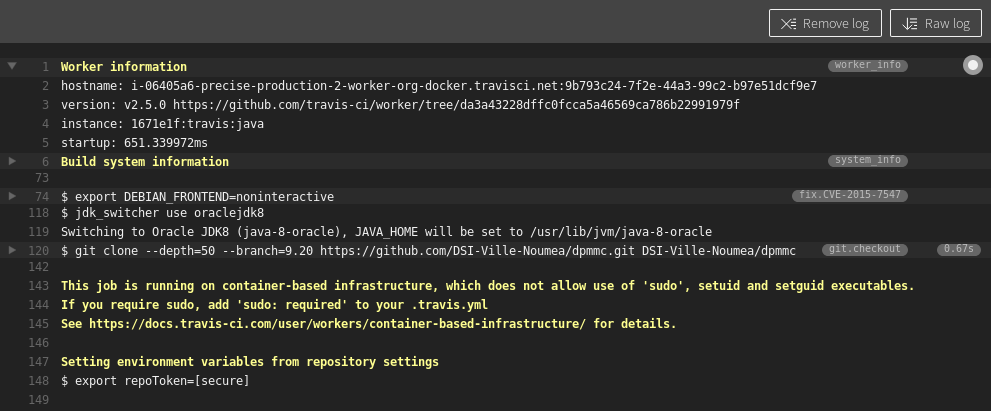 Remove log
Raw log
1 Worker information worker_info
2 hostname: i-06405a6-precise-production-2-worker-org-docker.travisci.net:9b793c24-7f2e-44a3-99c2-b97e51dcf9e7
3 version: v2.5.0 https://github.com/travis-ci/worker/tree/da3a43228dffc0fcca5a46569ca786b22991979f
4 instance: 1671e1f:travis:java
5 startup: 651.339972ms
6 Build system information system_info
73
74 $ export DEBIAN_FRONTEND=noninteractive fix.CVE-2015-7547
118 $ jdk_switcher use oraclejdk8
119 Switching to Oracle JDK8 (java-8-oracle), JAVA_HOME will be set to /usr/lib/jvm/java-8-oracle
120 $ git clone --depth=50 --branch=9.20 https://github.com/DSI-Ville-Noumea/dpmmc.git DSI-Ville-Noumea/dpmmc git.checkout 0.67s
142
143 This job is running on container-based infrastructure, which does not allow use of 'sudo', setuid and setguid executables.
144 If you require sudo, add 'sudo: required' to your .travis.yml
145 See https://docs.travis-ci.com/user/workers/container-based-infrastructure/ for details.
146
147 Setting environment variables from repository settings
148 $ export repoToken=[secure]
149